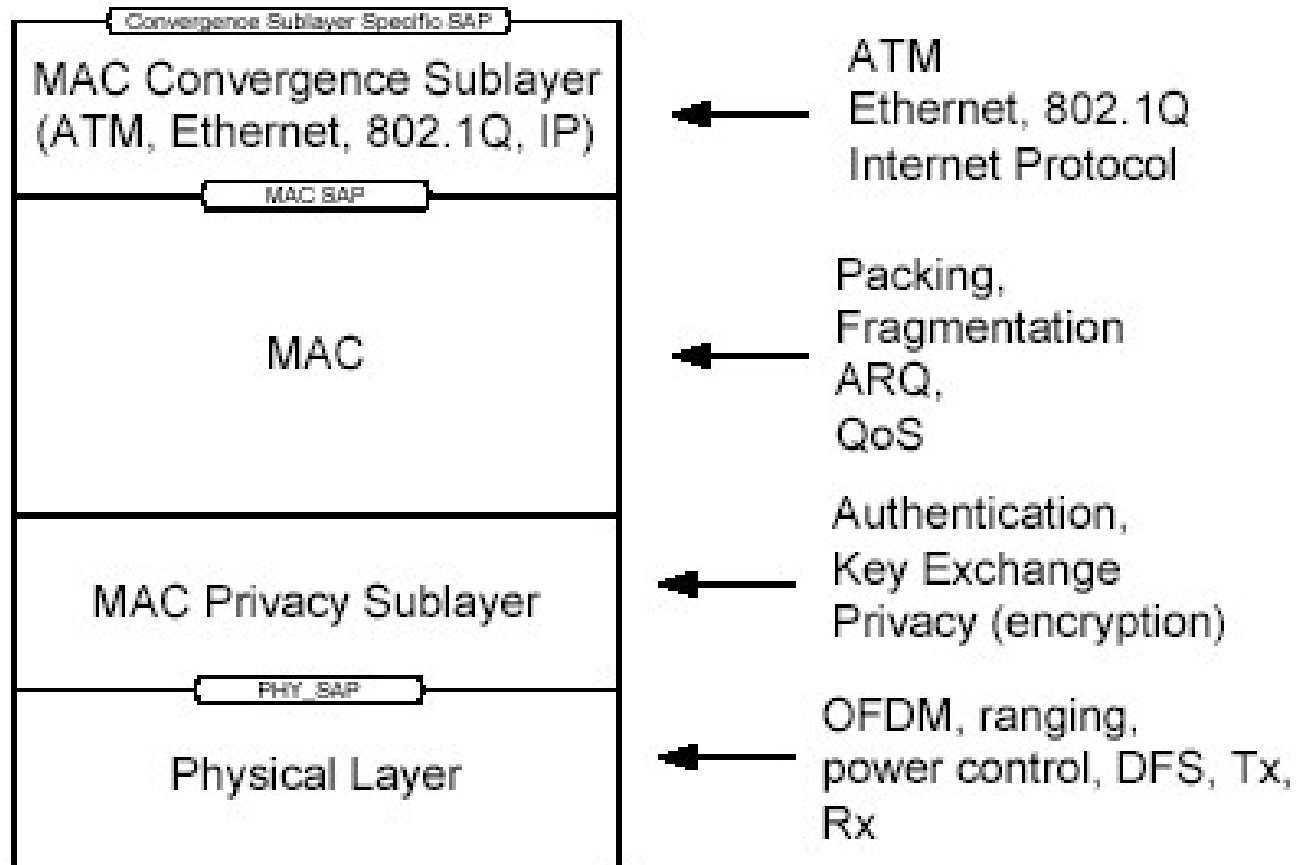 Convergence Sublayer Specific SAP
MAC Convergence Sublayer
(ATM, Ethernet, 802.1Q, IP)
ATM
Ethernet, 802.1Q
Internet Protocol
MAC SAP
MAC
Packing,
Fragmentation
ARQ,
QoS
MAC Privacy Sublayer
Authentication,
Key Exchange
Privacy (encryption)
PHY_SAP
Physical Layer
OFDM, ranging,
power control, DFS, Tx,
Rx